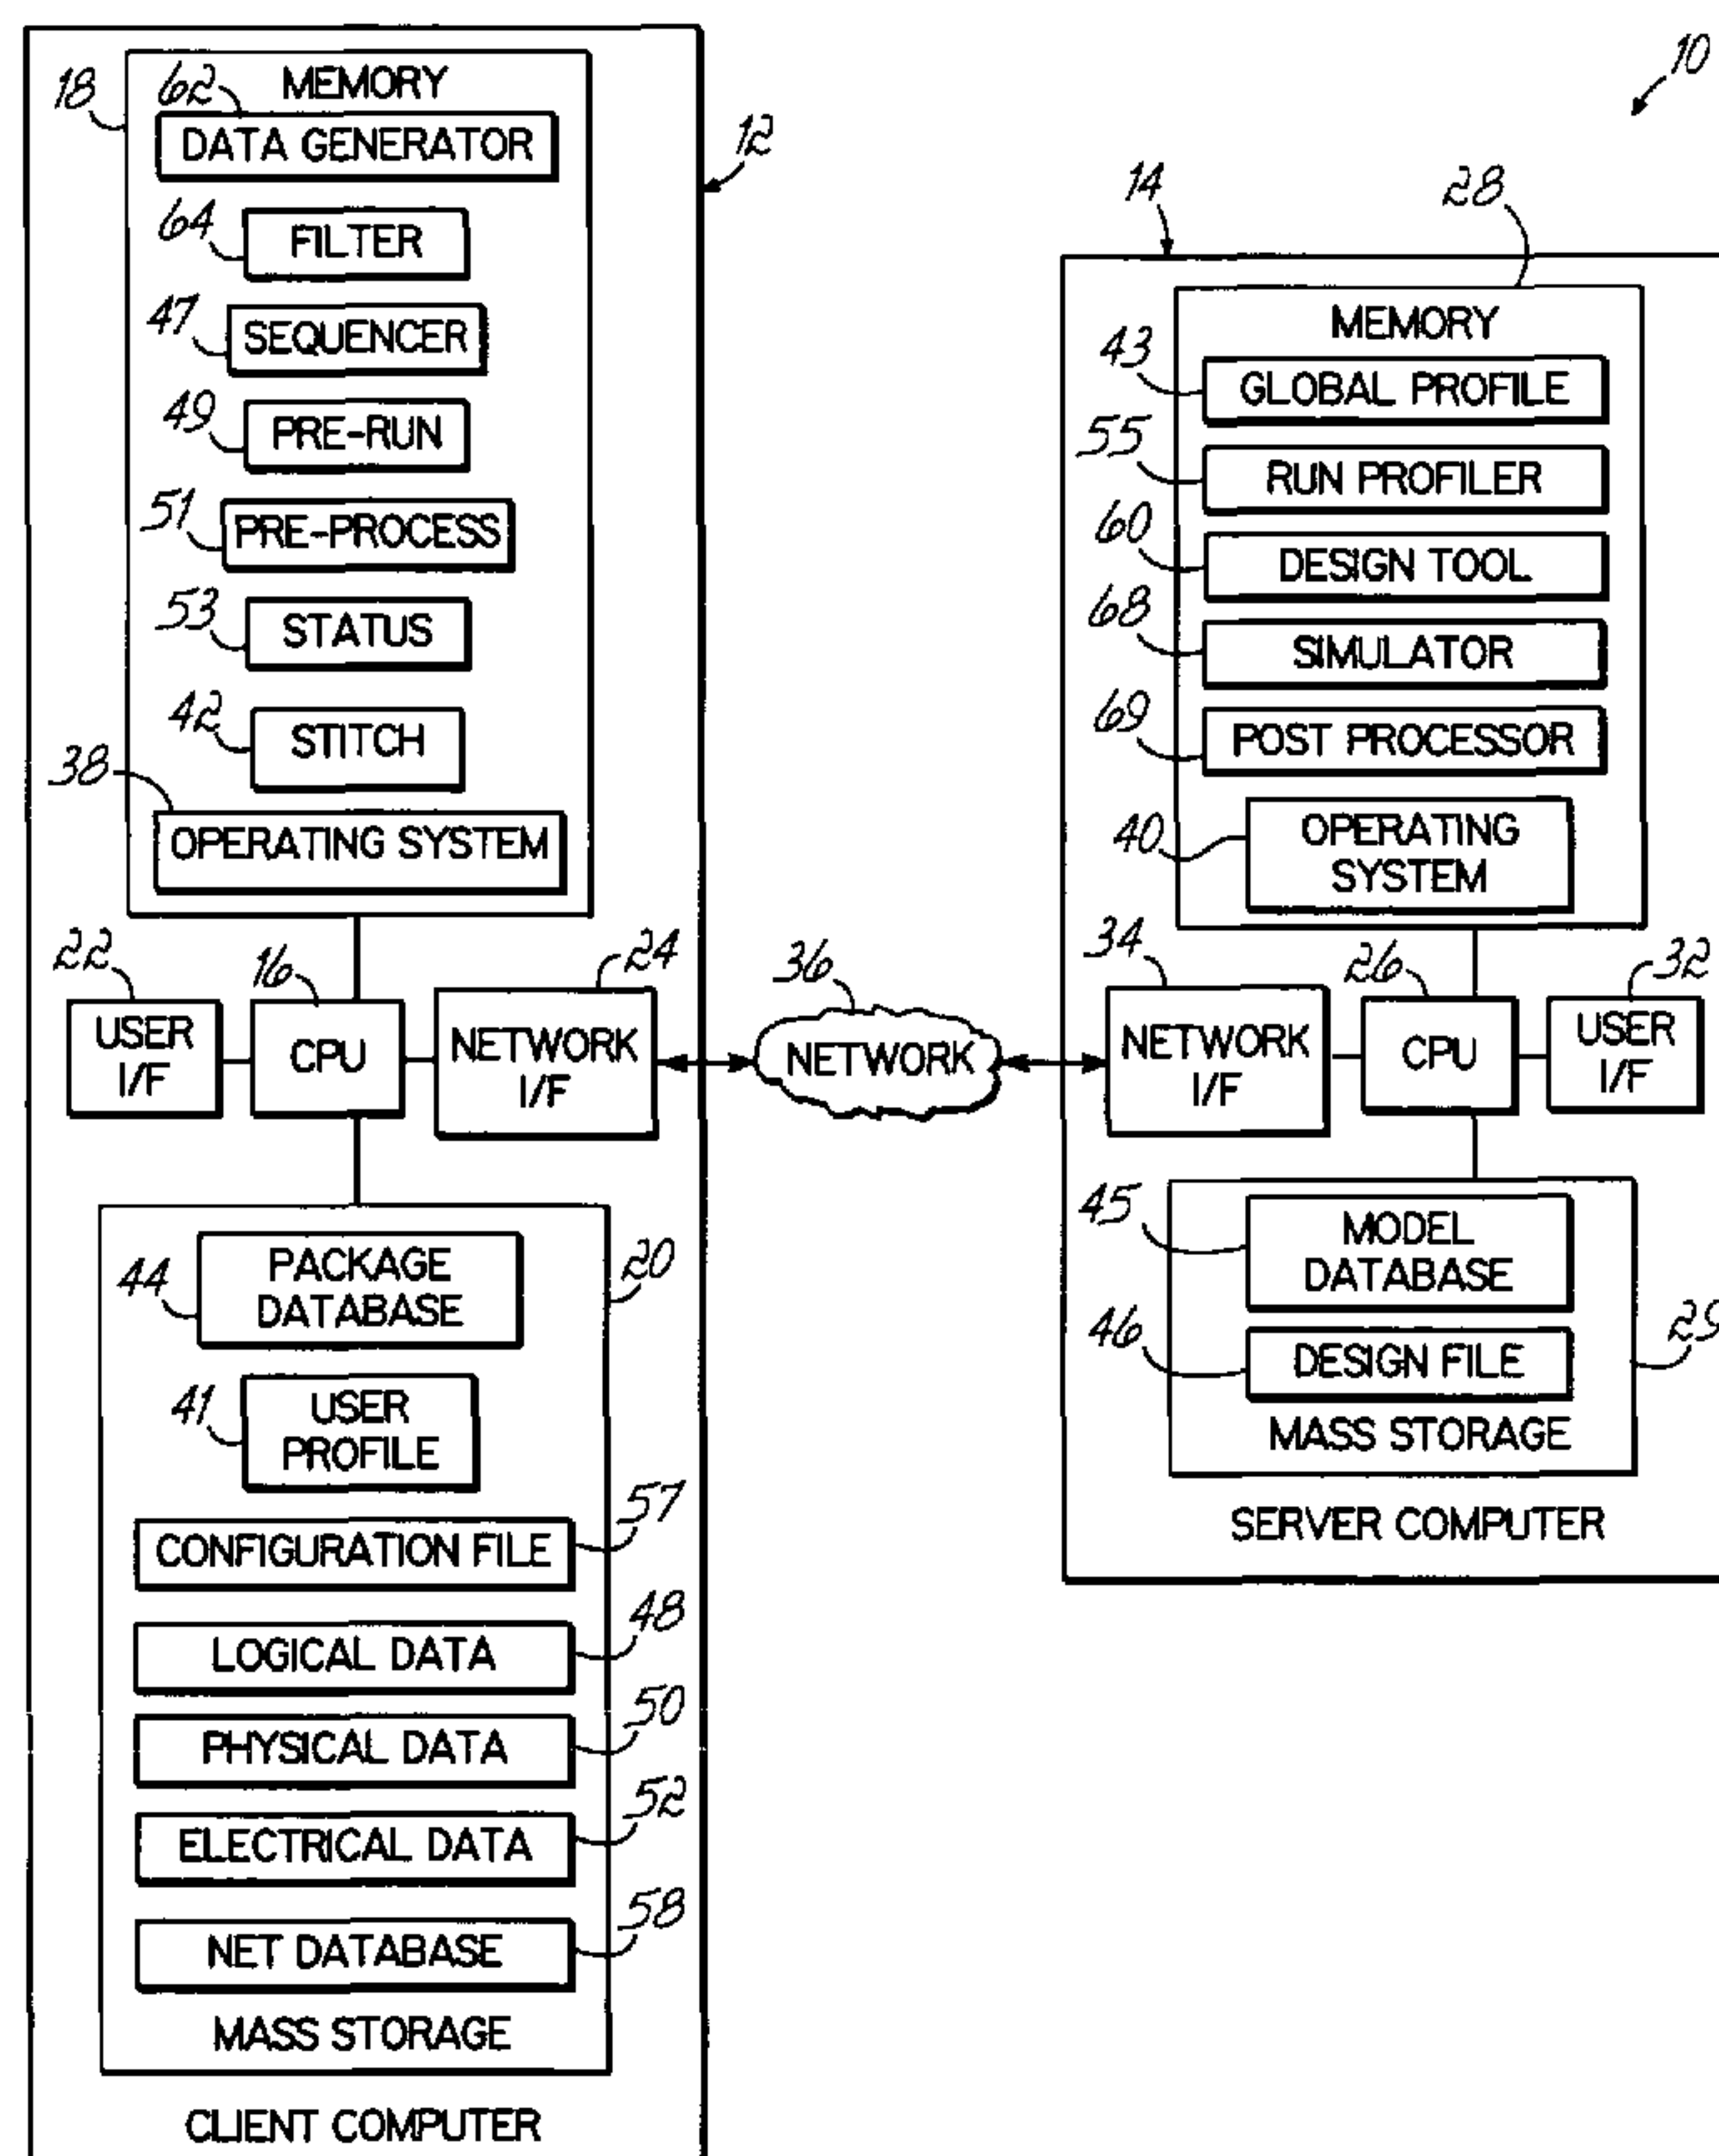 10
12
18
MEMORY
62
DATA GENERATOR
64
FILTER
47
SEQUENCER
49
PRE-RUN
51
PRE-PROCESS
53
STATUS
42
STITCH
38
OPERATING SYSTEM
22
USER
I/F
16
CPU
24
NETWORK
I/F
36
NETWORK
20
44
PACKAGE
DATABASE
41
USER
PROFILE
57
CONFIGURATION FILE
48
LOGICAL DATA
50
PHYSICAL DATA
52
ELECTRICAL DATA
58
NET DATABASE
MASS STORAGE
CLIENT COMPUTER
14
28
MEMORY
43
GLOBAL PROFILE
55
RUN PROFILER
60
DESIGN TOOL
68
SIMULATOR
69
POST PROCESSOR
40
OPERATING
SYSTEM
34
NETWORK
I/F
26
CPU
32
USER
I/F
45
MODEL
DATABASE
46
DESIGN FILE
29
MASS STORAGE
SERVER COMPUTER